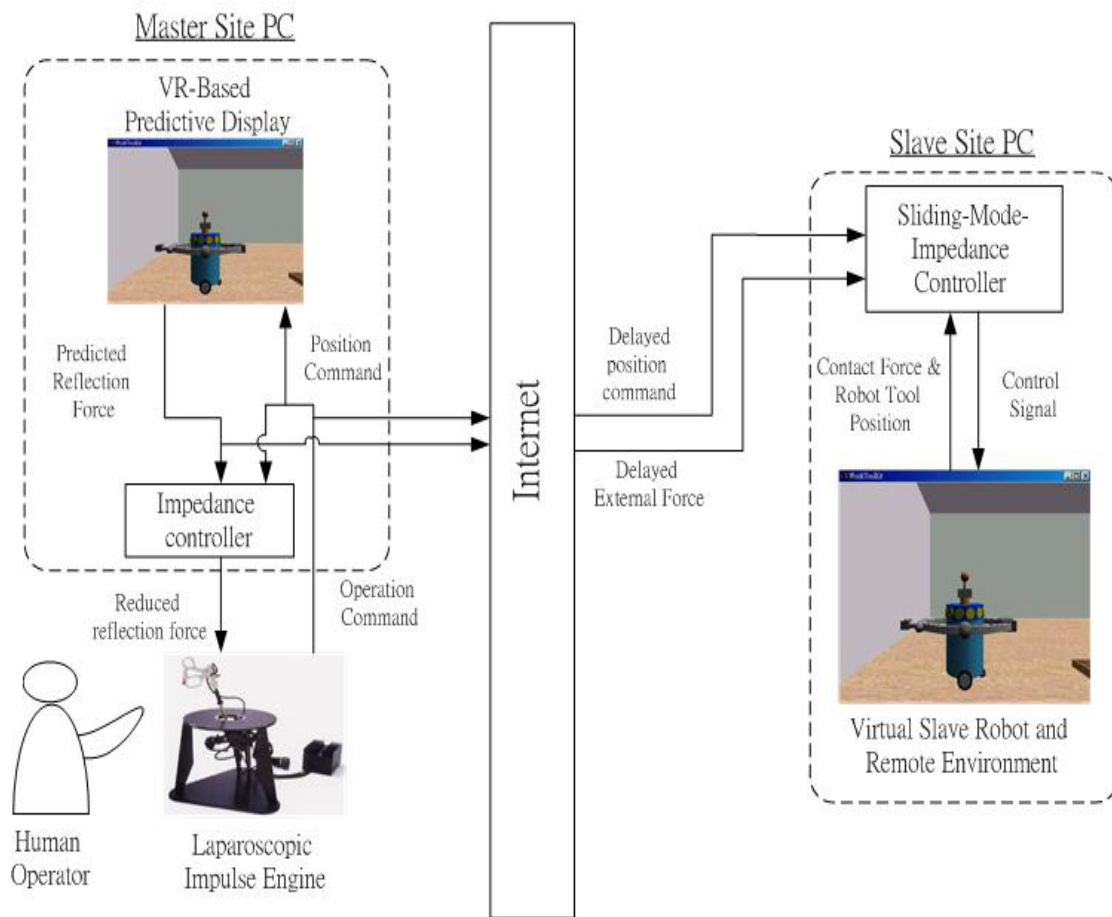 Master Site PC
VR-Based
Predictive Display
Predicted
Reflection
Force
Position
Command
Impedance
controller
Reduced
reflection force
Operation
Command
Human
Operator
Laparoscopic
Impulse Engine
Internet
Delayed
position
command
Delayed
External Force
Slave Site PC
Sliding-Mode-
Impedance
Controller
Contact Force &
Robot Tool
Position
Control
Signal
WorldToolKit
Virtual Slave Robot and
Remote Environment